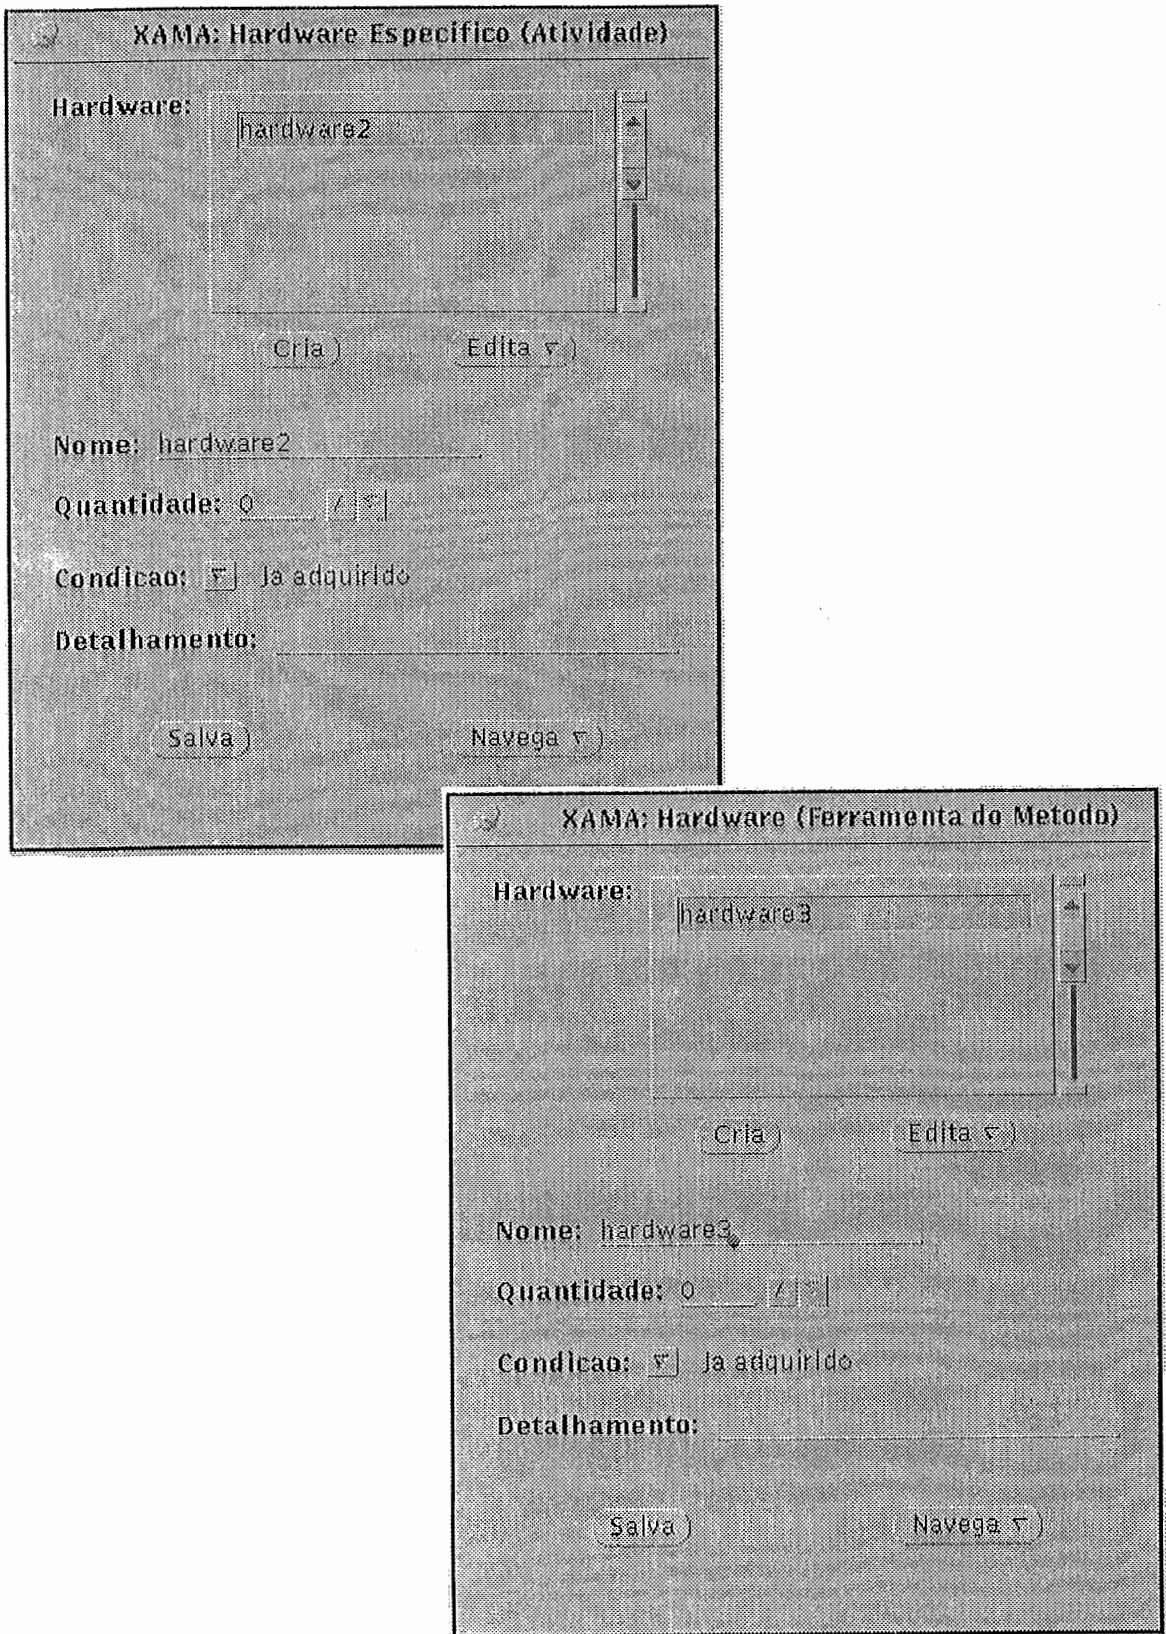 XAMA: Hardware Específico (Atividade)
Hardware:
hardware2
Cria
Edita
Nome: hardware2
Quantidade: 0
Condicao: Ja adquirido
Detalhamento:
Salva
Navega
XAMA: Hardware (Ferramenta do Metodo)
Hardware:
hardware3
Cria
Edita
Nome: hardware3
Quantidade: 0
Condicao: Ja adquirido
Detalhamento:
Salva
Navega